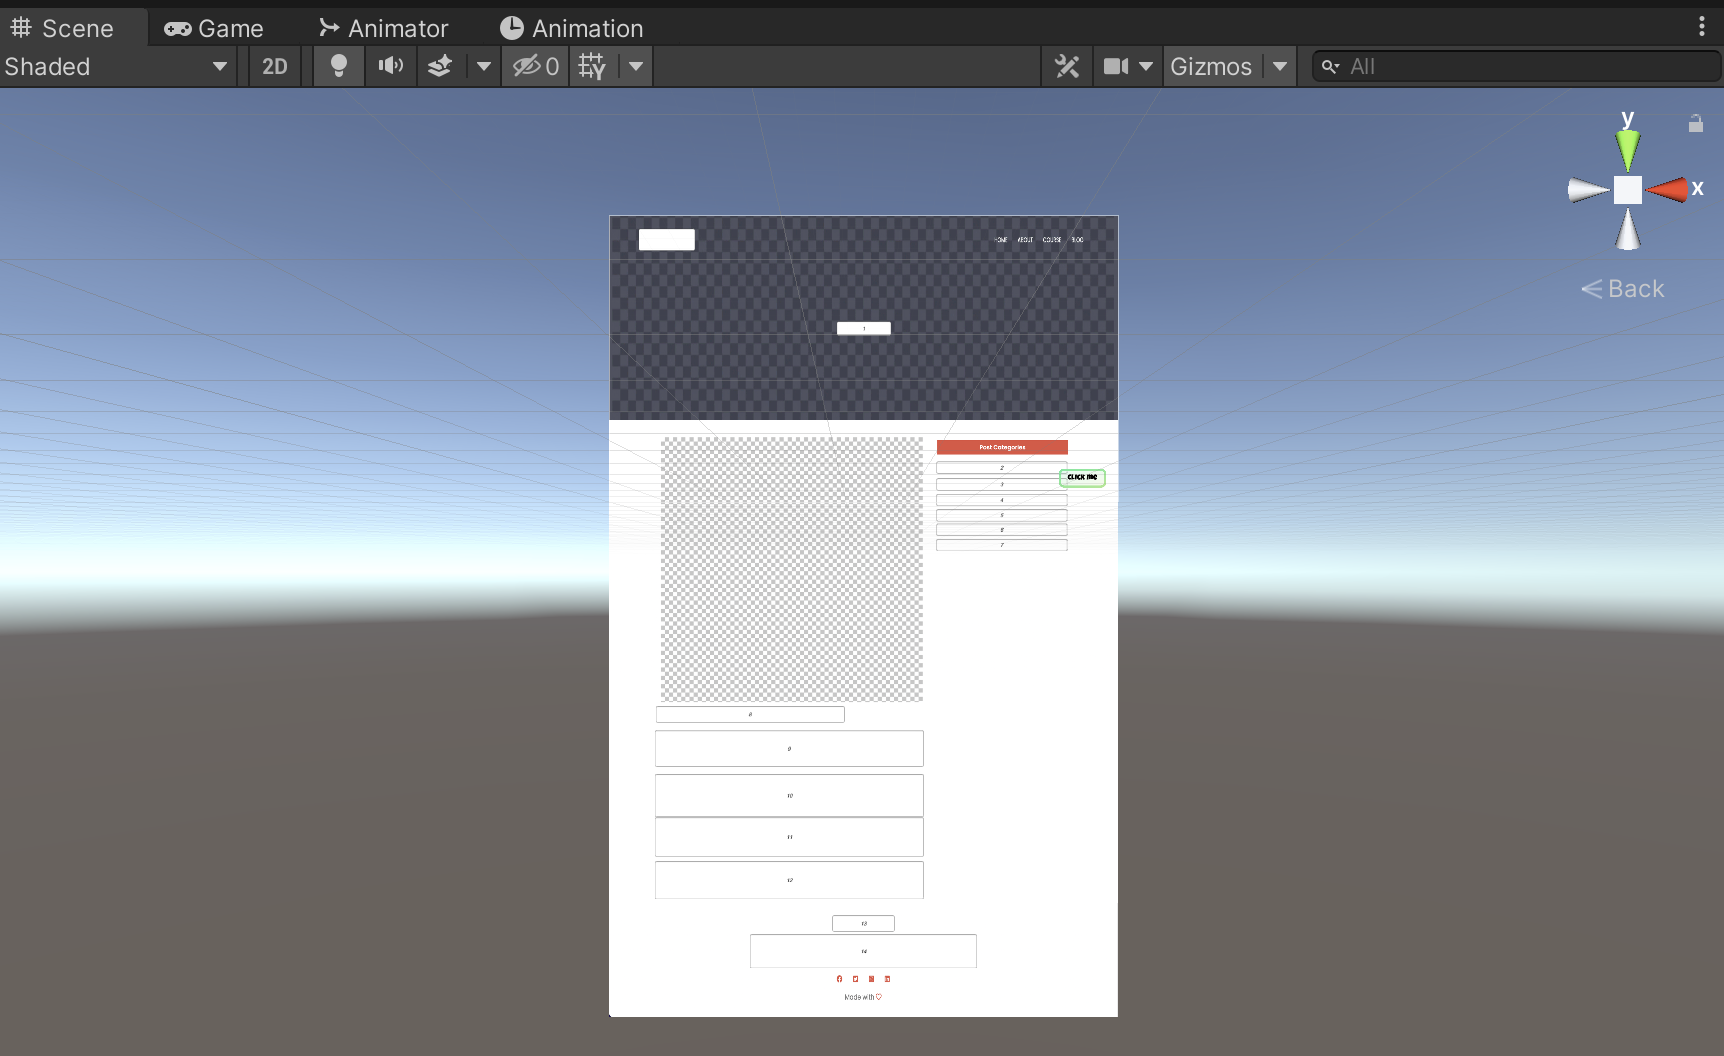 Scene Game Animator Animation
Shaded 2D 0 Gizmos All
y
x
Back
HOME ABOUT COURSE BLOG
1
Post Categories
2
CLICK ME
3
4
5
6
7
8
9
10
11
12
13
14
Made with